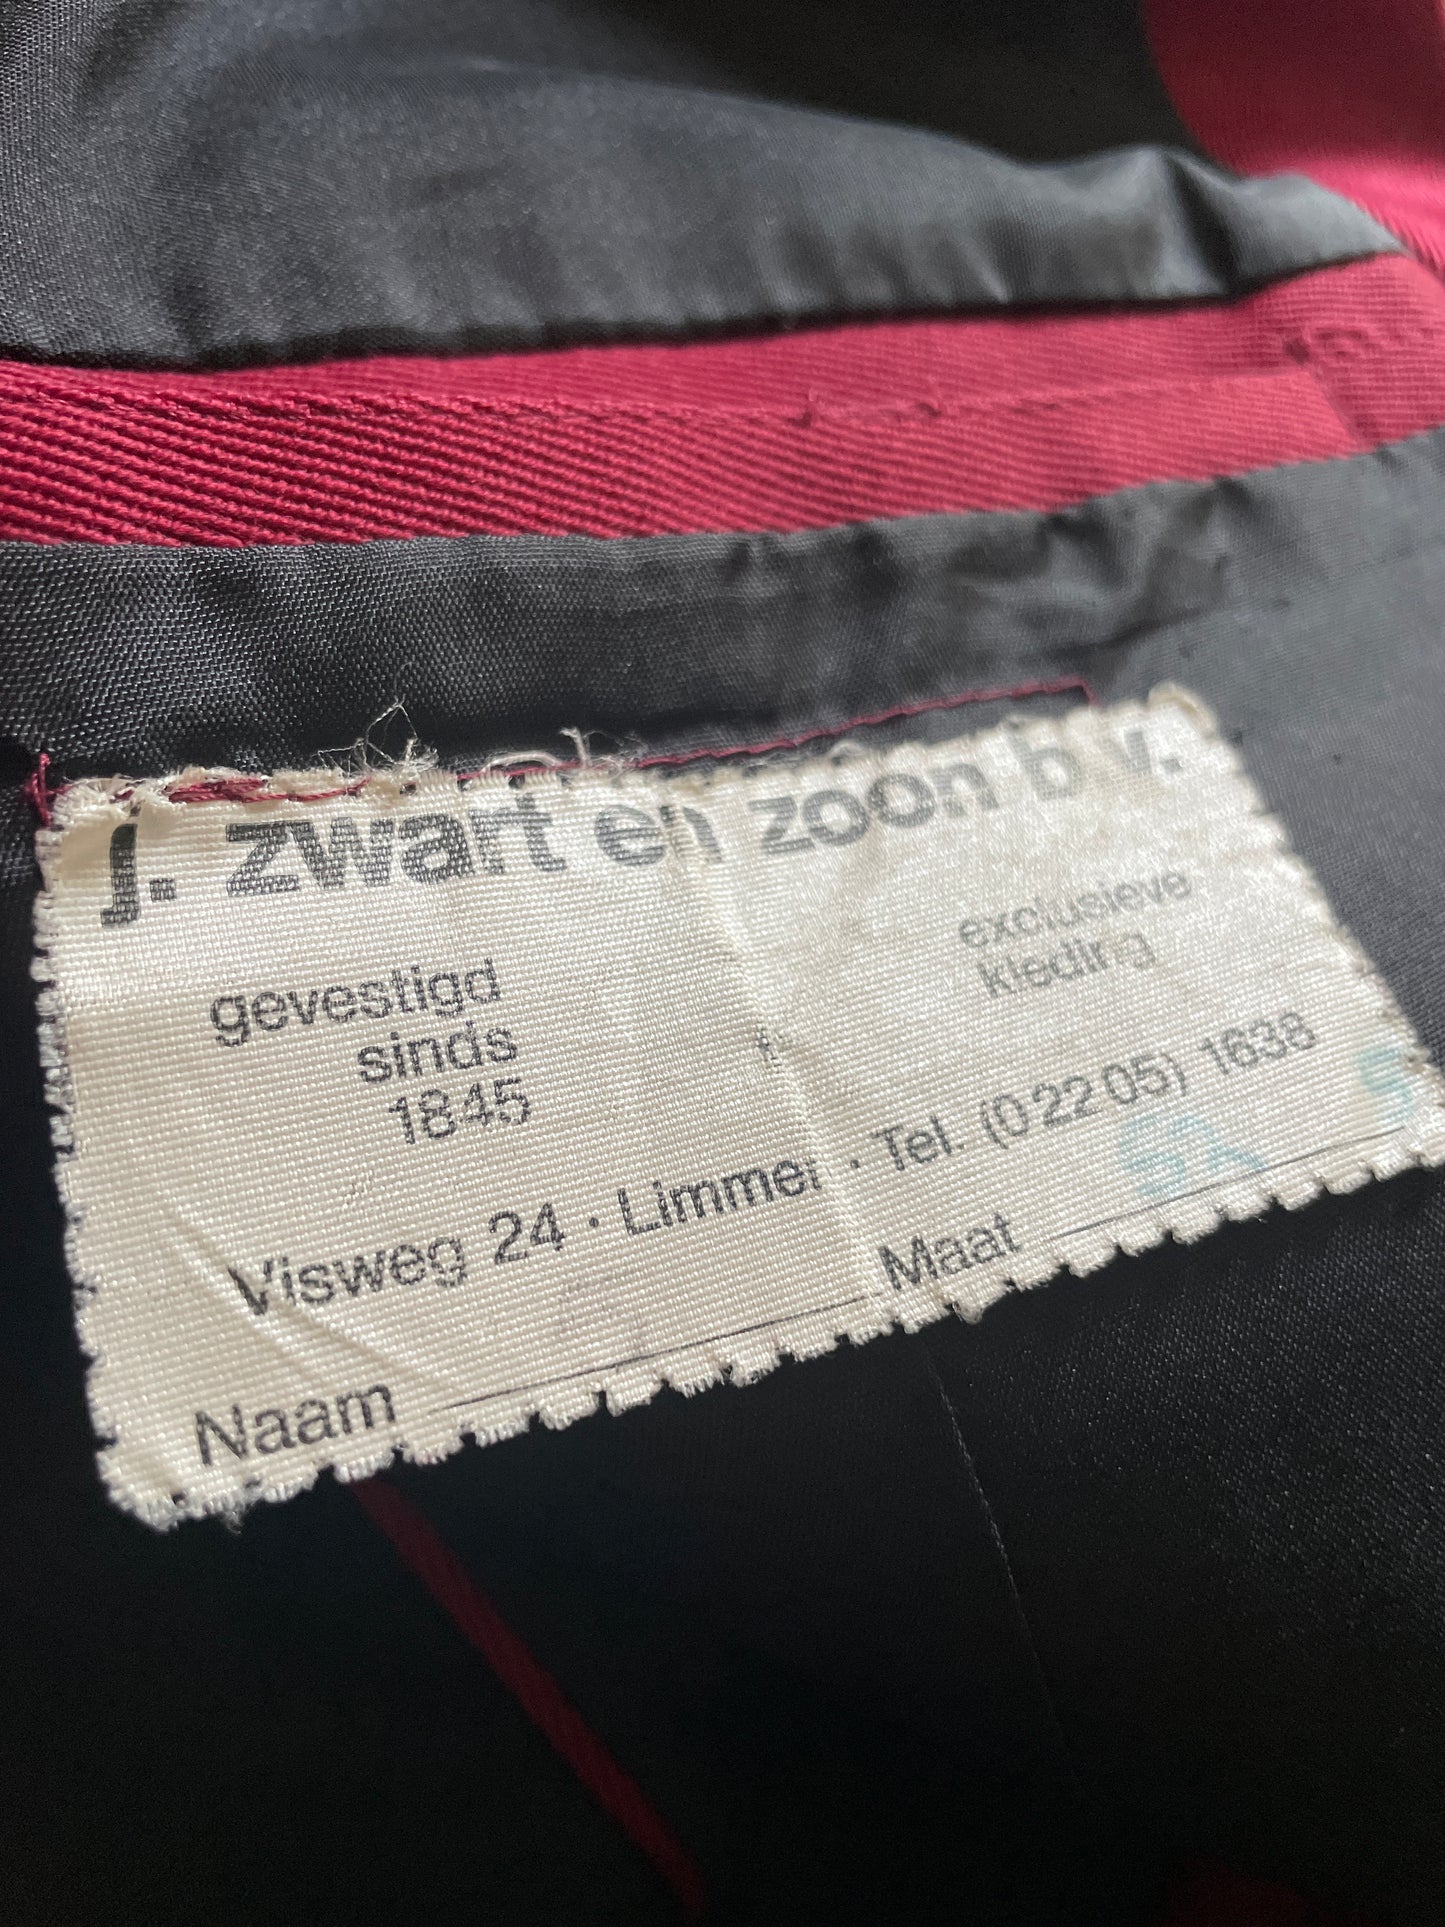 j. zwart en zoon b v.
gevestigd
sinds
1845
exclusieve
kleding
Visweg 24 · Limmen · Tel. (0 22 05) 1638
Naam
Maat